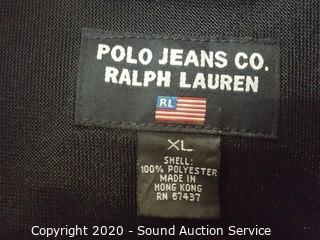 POLO JEANS CO.
RALPH LAUREN
RL
XL
SHELL:
100% POLYESTER
MADE IN
HONG KONG
RN 67437
Copyright 2020 - Sound Auction Service